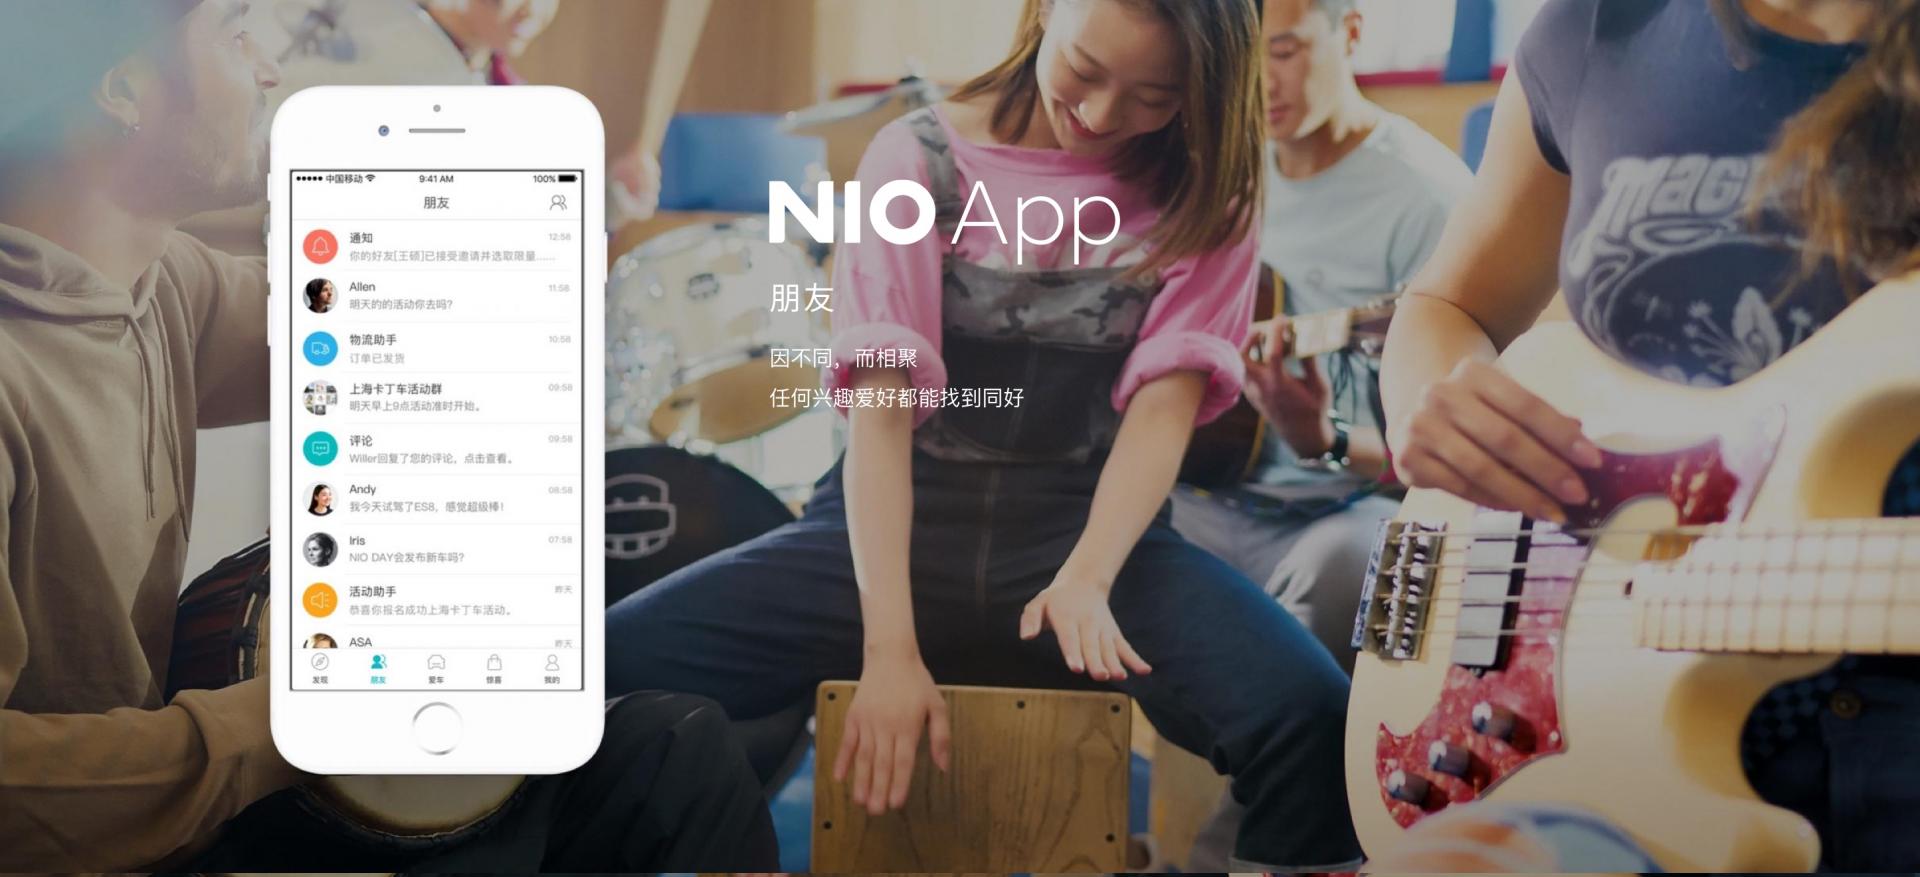 中国移动
9:41 AM
100%
朋友
通知
12:58
你的好友[王硕]已接受邀请并选取限量......
Allen
11:58
明天的的活动你去吗?
物流助手
10:58
订单已发货
上海卡丁车活动群
09:58
明天早上9点活动准时开始。
评论
09:58
Willer回复了您的评论，点击查看。
Andy
08:58
我今天试驾了ES8，感觉超级棒!
Iris
07:58
NIO DAY会发布新车吗?
活动助手
昨天
恭喜你报名成功上海卡丁车活动。
ASA
昨天
发现
朋友
爱车
惊喜
我的
NIO App
朋友
因不同，而相聚
任何兴趣爱好都能找到同好